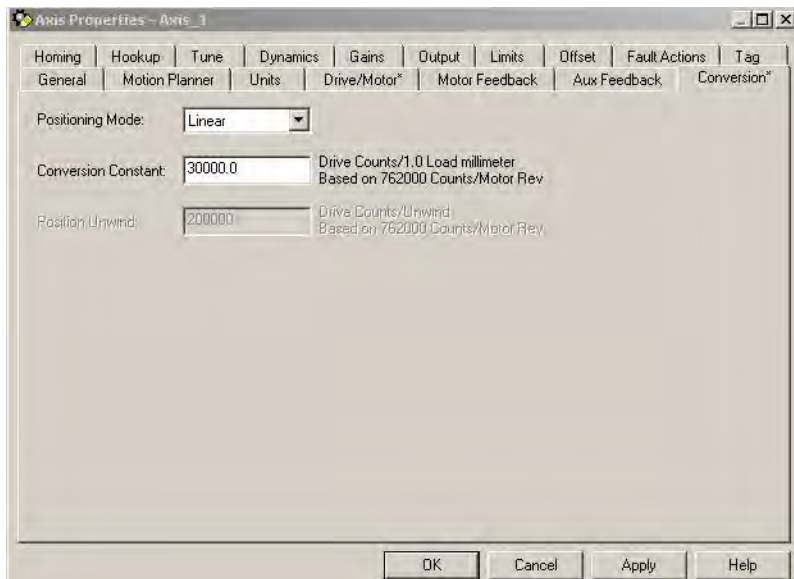 Axis Properties - Axis_1
Homing Hookup Tune Dynamics Gains Output Limits Offset Fault Actions Tag
General Motion Planner Units Drive/Motor* Motor Feedback Aux Feedback Conversion*
Positioning Mode: Linear
Conversion Constant: 30000.0 Drive Counts/1.0 Load millimeter
Based on 762000 Counts/Motor Rev
Position Unwind: 200000 Drive Counts/Unwind
Based on 762000 Counts/Motor Rev
OK Cancel Apply Help